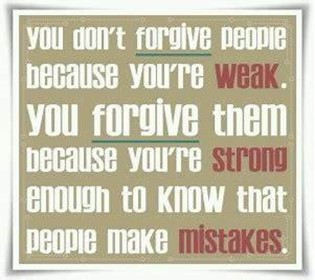 you don't forgive people
because you're weak.
you forgive them
because you're strong
enough to know that
people make mistakes.